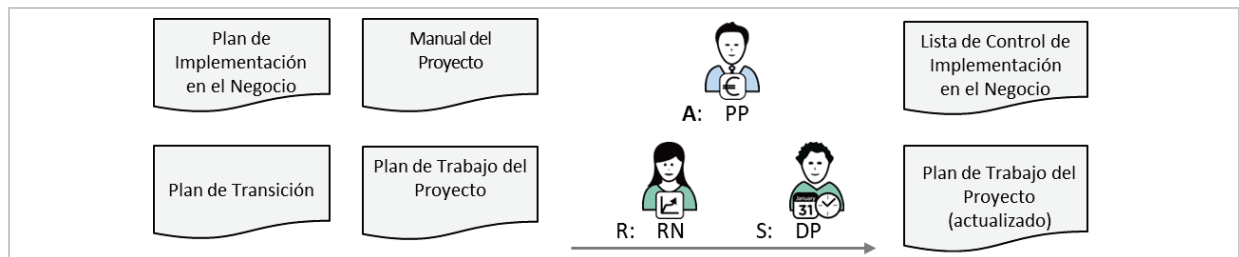 Plan de
Implementación
en el Negocio
Manual del
Proyecto
€
A: PP
Lista de Control de
Implementación
en el Negocio
Plan de Transición
Plan de Trabajo del
Proyecto
January
31
R: RN
S: DP
Plan de Trabajo del
Proyecto
(actualizado)